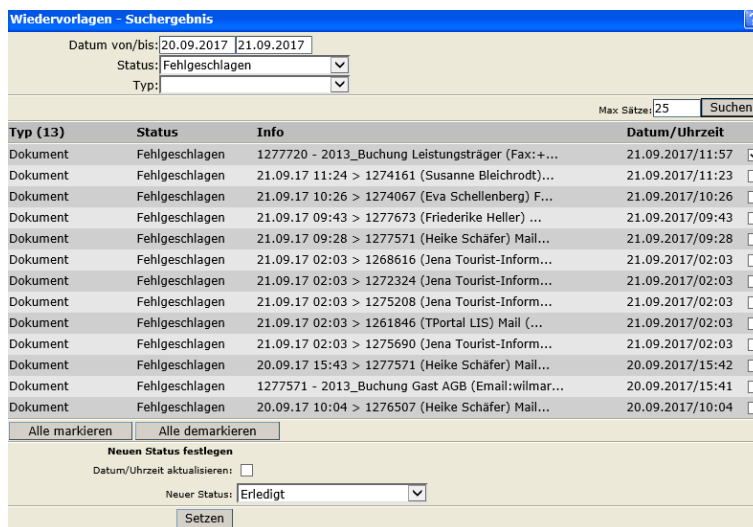 Wiedervorlagen - Suchergebnis ?
Datum von/bis: 20.09.2017 21.09.2017
Status: Fehlgeschlagen
Typ:
Max Sätze: 25 Suchen
Typ (13) Status Info Datum/Uhrzeit
Dokument Fehlgeschlagen 1277720 - 2013_Buchung Leistungsträger (Fax:+... 21.09.2017/11:57
Dokument Fehlgeschlagen 21.09.17 11:24 > 1274161 (Susanne Bleichrodt)... 21.09.2017/11:23
Dokument Fehlgeschlagen 21.09.17 10:26 > 1274067 (Eva Schellenberg) F... 21.09.2017/10:26
Dokument Fehlgeschlagen 21.09.17 09:43 > 1277673 (Friederike Heller) ... 21.09.2017/09:43
Dokument Fehlgeschlagen 21.09.17 09:28 > 1277571 (Heike Schäfer) Mail... 21.09.2017/09:28
Dokument Fehlgeschlagen 21.09.17 02:03 > 1268616 (Jena Tourist-Inform... 21.09.2017/02:03
Dokument Fehlgeschlagen 21.09.17 02:03 > 1272324 (Jena Tourist-Inform... 21.09.2017/02:03
Dokument Fehlgeschlagen 21.09.17 02:03 > 1275208 (Jena Tourist-Inform... 21.09.2017/02:03
Dokument Fehlgeschlagen 21.09.17 02:03 > 1261846 (TPortal LIS) Mail (... 21.09.2017/02:03
Dokument Fehlgeschlagen 21.09.17 02:03 > 1275690 (Jena Tourist-Inform... 21.09.2017/02:03
Dokument Fehlgeschlagen 20.09.17 15:43 > 1277571 (Heike Schäfer) Mail... 20.09.2017/15:42
Dokument Fehlgeschlagen 1277571 - 2013_Buchung Gast AGB (Email:wilmar... 20.09.2017/15:41
Dokument Fehlgeschlagen 20.09.17 10:04 > 1276507 (Heike Schäfer) Mail... 20.09.2017/10:04
Alle markieren Alle demarkieren
Neuen Status festlegen
Datum/Uhrzeit aktualisieren:
Neuer Status: Erledigt
Setzen